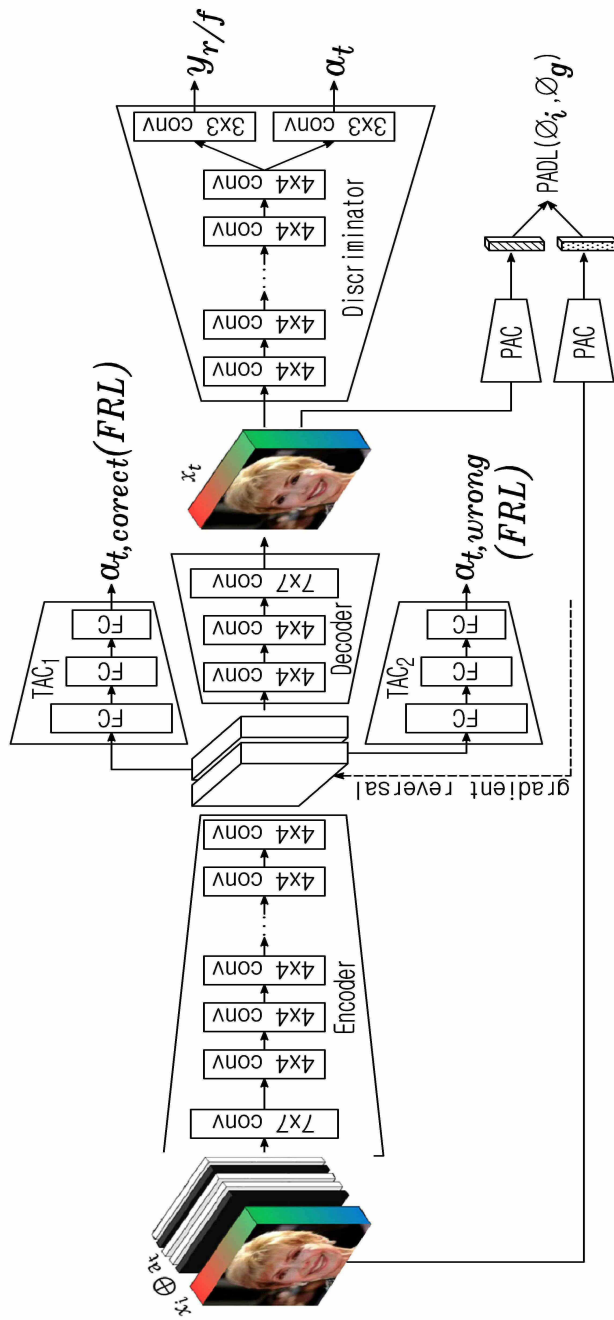 x_i ⊕ a_t
7x7 conv
4x4 conv
4x4 conv
4x4 conv
...
4x4 conv
4x4 conv
Encoder
TAC₁
FC
FC
FC
a_{t,corect}(FRL)
4x4 conv
4x4 conv
7x7 conv
Decoder
TAC₂
FC
FC
FC
a_{t,wrong}
(FRL)
gradient reversal
x_t
4x4 conv
4x4 conv
....
4x4 conv
4x4 conv
3x3 conv
3x3 conv
Discriminator
y_{r/f}
a_t
PAC
PAC
PADL(∅_i,∅_g)